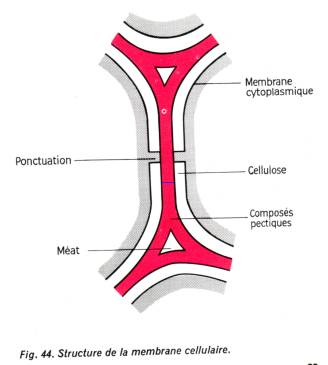 Membrane
cytoplasmique
Ponctuation
Cellulose
Composés
pectiques
Méat
Fig. 44. Structure de la membrane cellulaire.